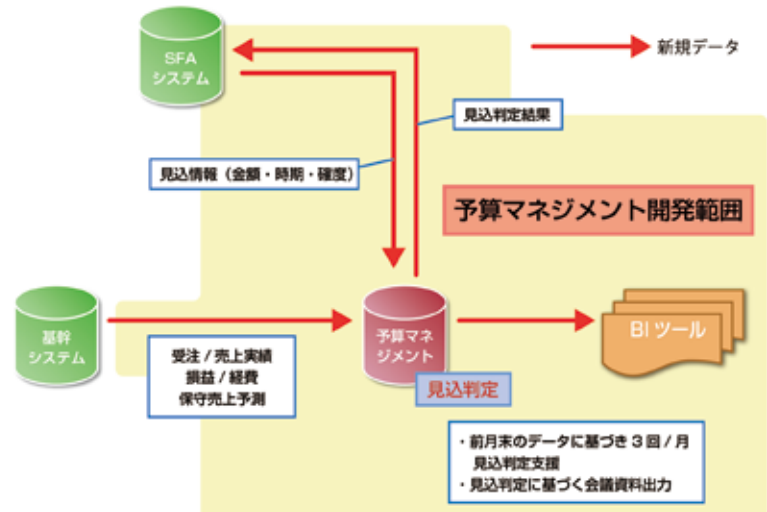 SFA
システム
新規データ
見込判定結果
見込情報（金額・時期・確度）
予算マネジメント開発範囲
基幹
システム
予算マネ
ジメント
BI ツール
受注 / 売上実績
損益 / 経費
保守売上予測
見込判定
・前月末のデータに基づき 3 回 / 月
見込判定支援
・見込判定に基づく会議資料出力